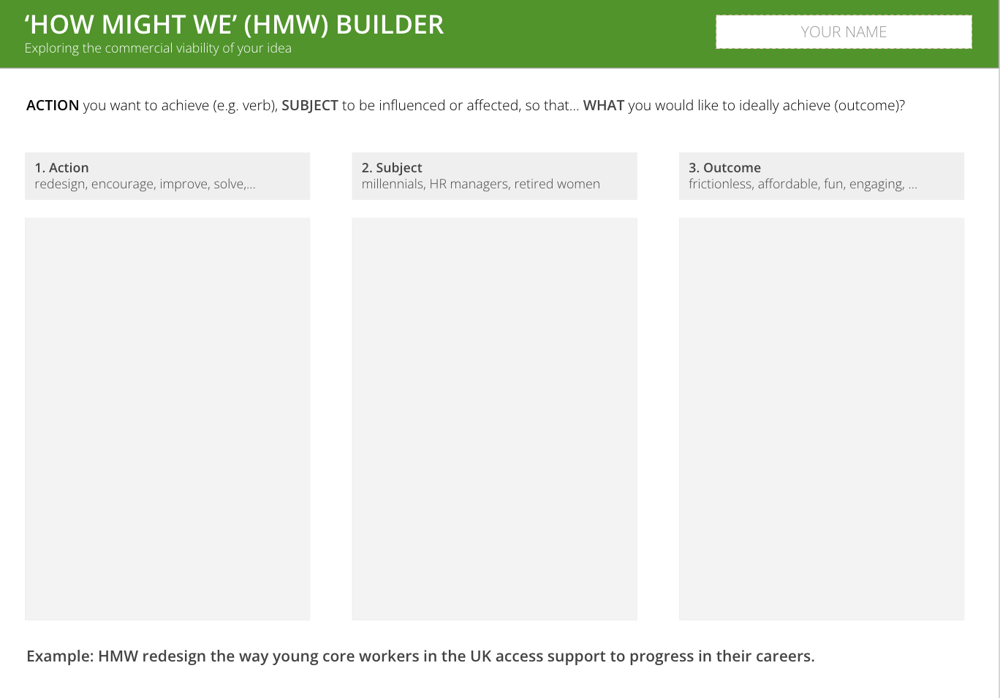 ‘HOW MIGHT WE’ (HMW) BUILDER
Exploring the commercial viability of your idea
YOUR NAME
ACTION you want to achieve (e.g. verb), SUBJECT to be influenced or affected, so that... WHAT you would like to ideally achieve (outcome)?
1. Action
redesign, encourage, improve, solve,...
2. Subject
millennials, HR managers, retired women
3. Outcome
frictionless, affordable, fun, engaging, ...
Example: HMW redesign the way young core workers in the UK access support to progress in their careers.